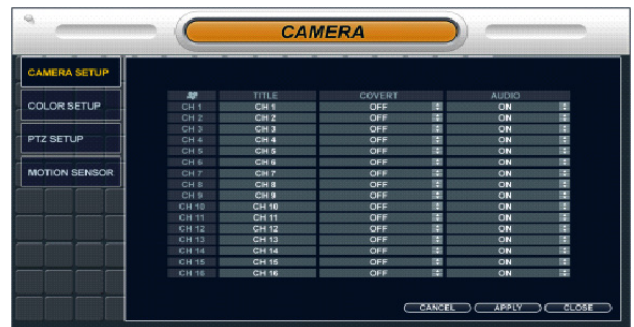 CAMERA
CAMERA SETUP
COLOR SETUP
PTZ SETUP
MOTION SENSOR
TITLE COVERT AUDIO
CH 1 CH 1 OFF ON
CH 2 CH 2 OFF ON
CH 3 CH 3 OFF ON
CH 4 CH 4 OFF ON
CH 5 CH 5 OFF ON
CH 6 CH 6 OFF ON
CH 7 CH 7 OFF ON
CH 8 CH 8 OFF ON
CH 9 CH 9 OFF ON
CH 10 CH 10 OFF ON
CH 11 CH 11 OFF ON
CH 12 CH 12 OFF ON
CH 13 CH 13 OFF ON
CH 14 CH 14 OFF ON
CH 15 CH 15 OFF ON
CH 16 CH 16 OFF ON
CANCEL APPLY CLOSE